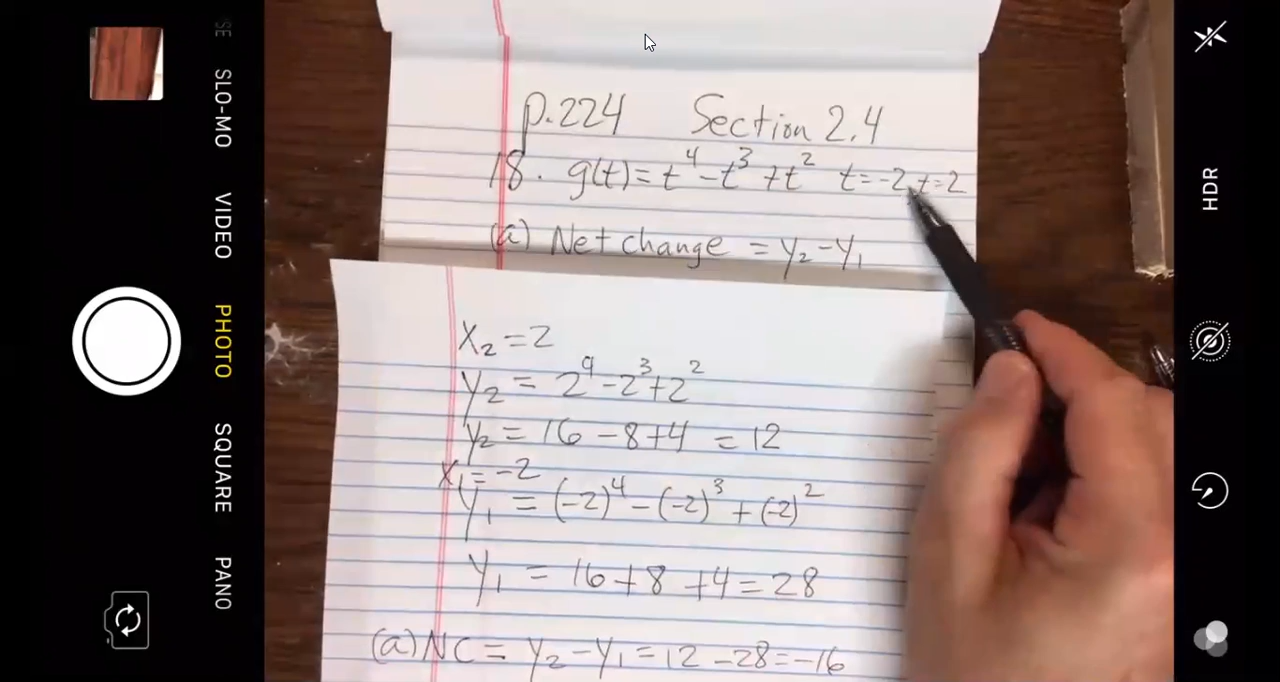 SE
SLO-MO
VIDEO
PHOTO
SQUARE
PANO
HDR
p.224 Section 2.4
18. g(t) = t⁴ - t³ + t² t = -2 t = 2
(a) Net change = y₂ - y₁
x₂ = 2
y₂ = 2⁴ - 2³ + 2²
y₂ = 16 - 8 + 4 = 12
x₁ = -2
y₁ = (-2)⁴ - (-2)³ + (-2)²
y₁ = 16 + 8 + 4 = 28
(a) NC = y₂ - y₁ = 12 - 28 = -16